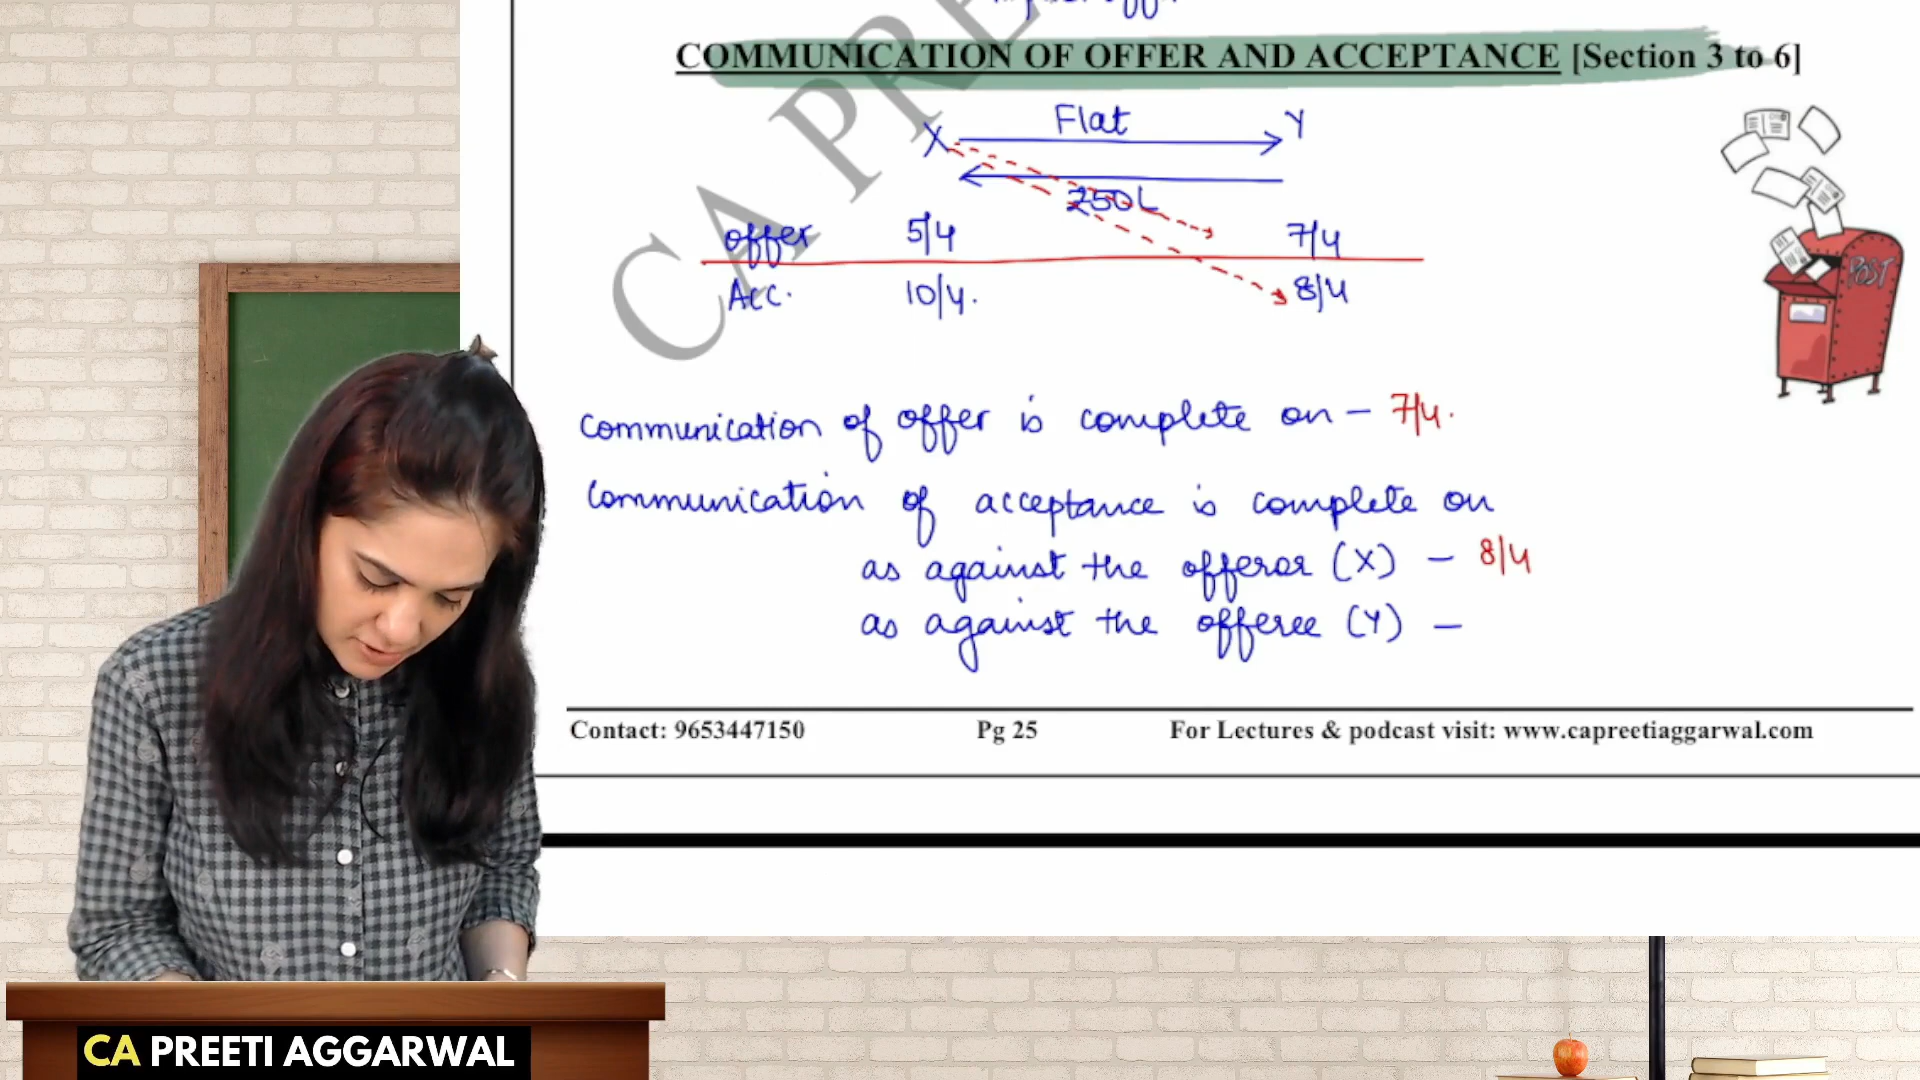 COMMUNICATION OF OFFER AND ACCEPTANCE [Section 3 to 6]
Flat
X Y
250L
offer 5/4 7/4
Acc. 10/4. 8/4
CA PRE
POST
communication of offer is complete on - 7/4.
Communication of acceptance is complete on
as against the offeror (X) - 8/4
as against the offeree (Y) -
Contact: 9653447150 Pg 25 For Lectures & podcast visit: www.capreetiaggarwal.com
CA PREETI AGGARWAL